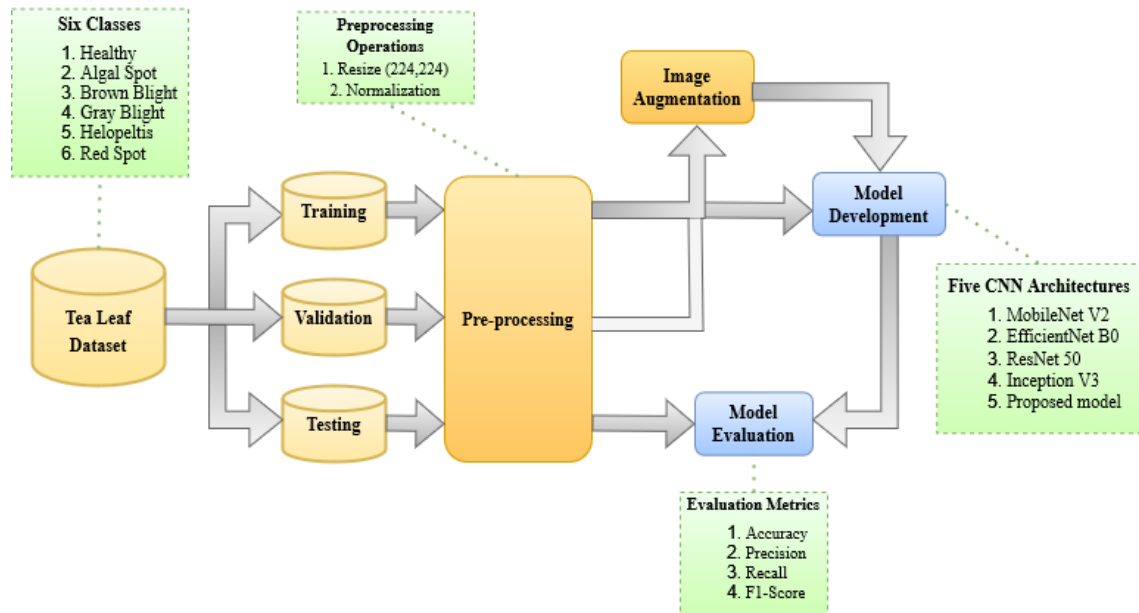 Six Classes
1. Healthy
2. Algal Spot
3. Brown Blight
4. Gray Blight
5. Helopeltis
6. Red Spot
Preprocessing
Operations
1. Resize (224,224)
2. Normalization
Image
Augmentation
Training
Model
Development
Tea Leaf
Dataset
Validation
Pre-processing
Five CNN Architectures
1. MobileNet V2
2. EfficientNet B0
3. ResNet 50
4. Inception V3
5. Proposed model
Testing
Model
Evaluation
Evaluation Metrics
1. Accuracy
2. Precision
3. Recall
4. F1-Score